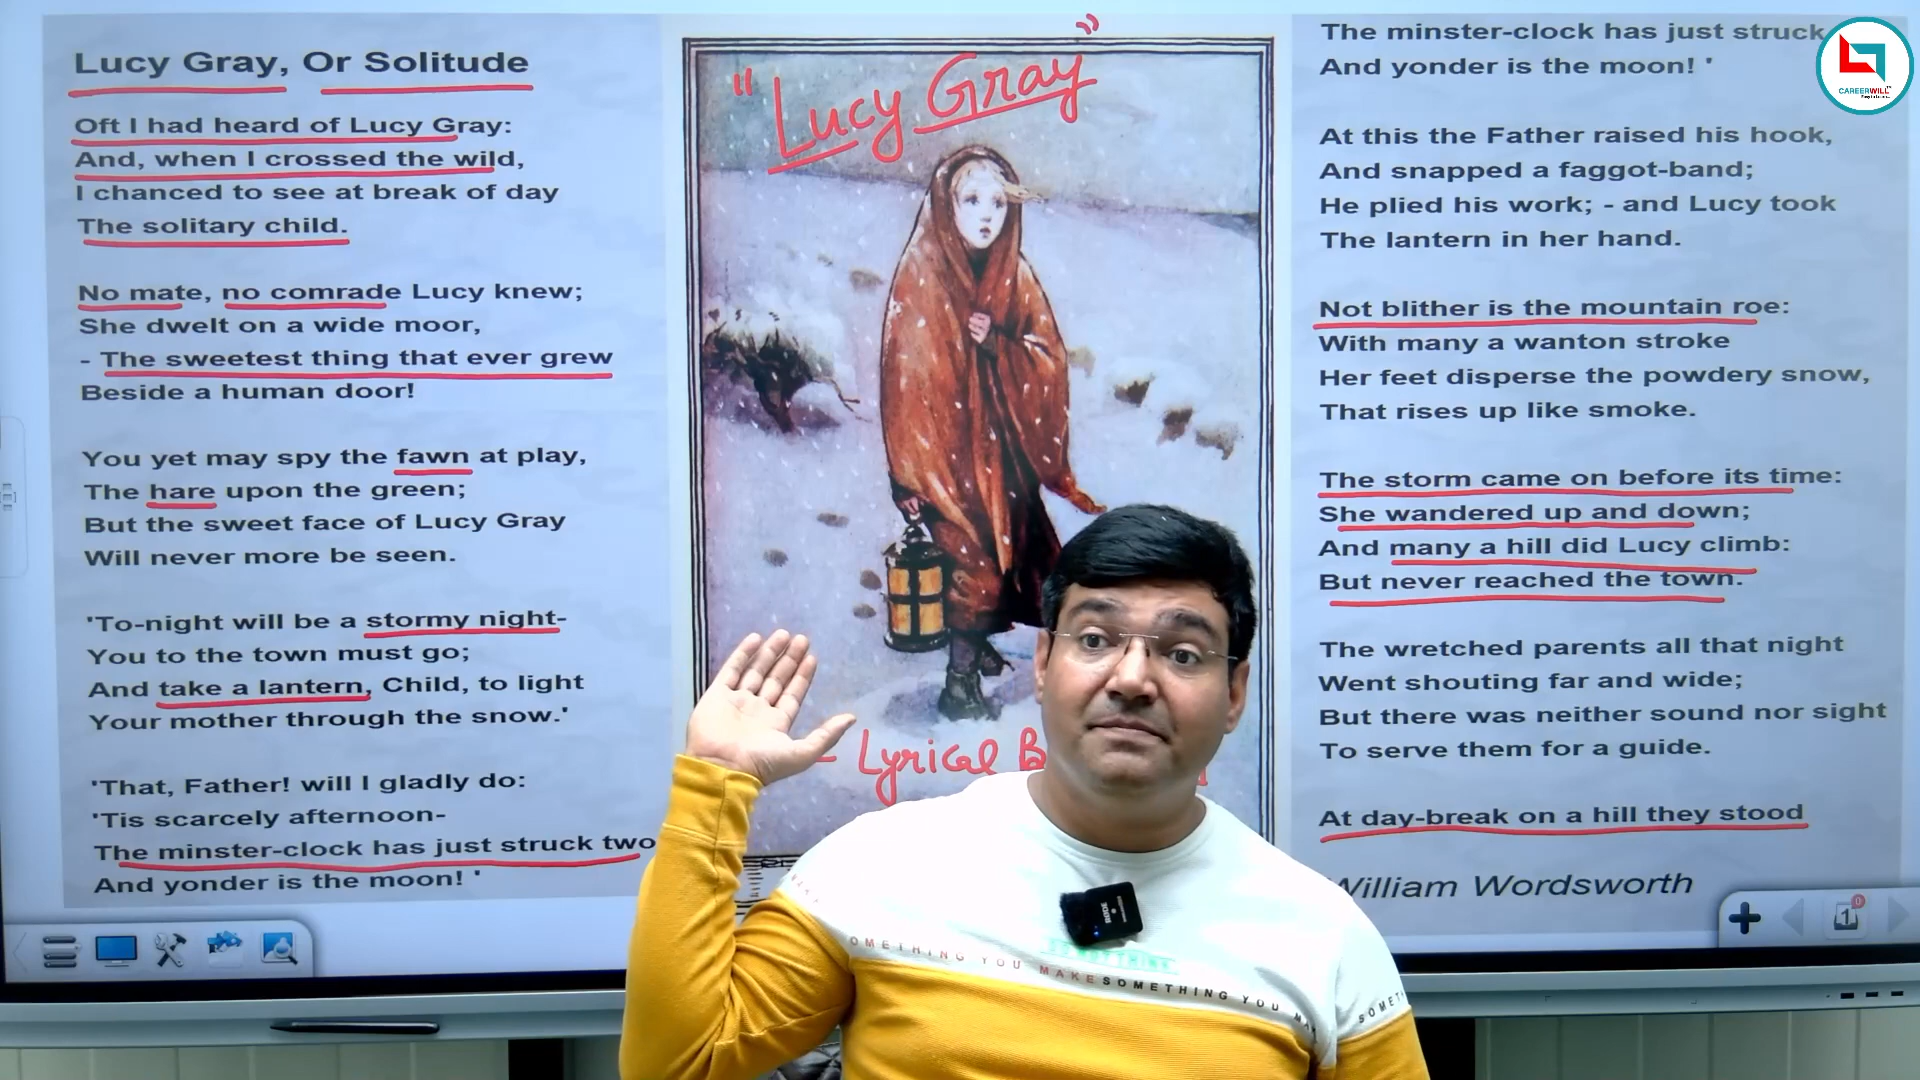 Lucy Gray, Or Solitude
Oft I had heard of Lucy Gray:
And, when I crossed the wild,
I chanced to see at break of day
The solitary child.
No mate, no comrade Lucy knew;
She dwelt on a wide moor,
- The sweetest thing that ever grew
Beside a human door!
You yet may spy the fawn at play,
The hare upon the green;
But the sweet face of Lucy Gray
Will never more be seen.
'To-night will be a stormy night-
You to the town must go;
And take a lantern, Child, to light
Your mother through the snow.'
'That, Father! will I gladly do:
'Tis scarcely afternoon-
The minster-clock has just struck two
And yonder is the moon! '
"Lucy Gray"
- Lyrical
The minster-clock has just struck
And yonder is the moon! '
At this the Father raised his hook,
And snapped a faggot-band;
He plied his work; - and Lucy took
The lantern in her hand.
Not blither is the mountain roe:
With many a wanton stroke
Her feet disperse the powdery snow,
That rises up like smoke.
The storm came on before its time:
She wandered up and down;
And many a hill did Lucy climb:
But never reached the town.
The wretched parents all that night
Went shouting far and wide;
But there was neither sound nor sight
To serve them for a guide.
At day-break on a hill they stood
William Wordsworth
CAREERWILL
1
0
RODE
OMETHING YOU MAKE SOMETHING YOU